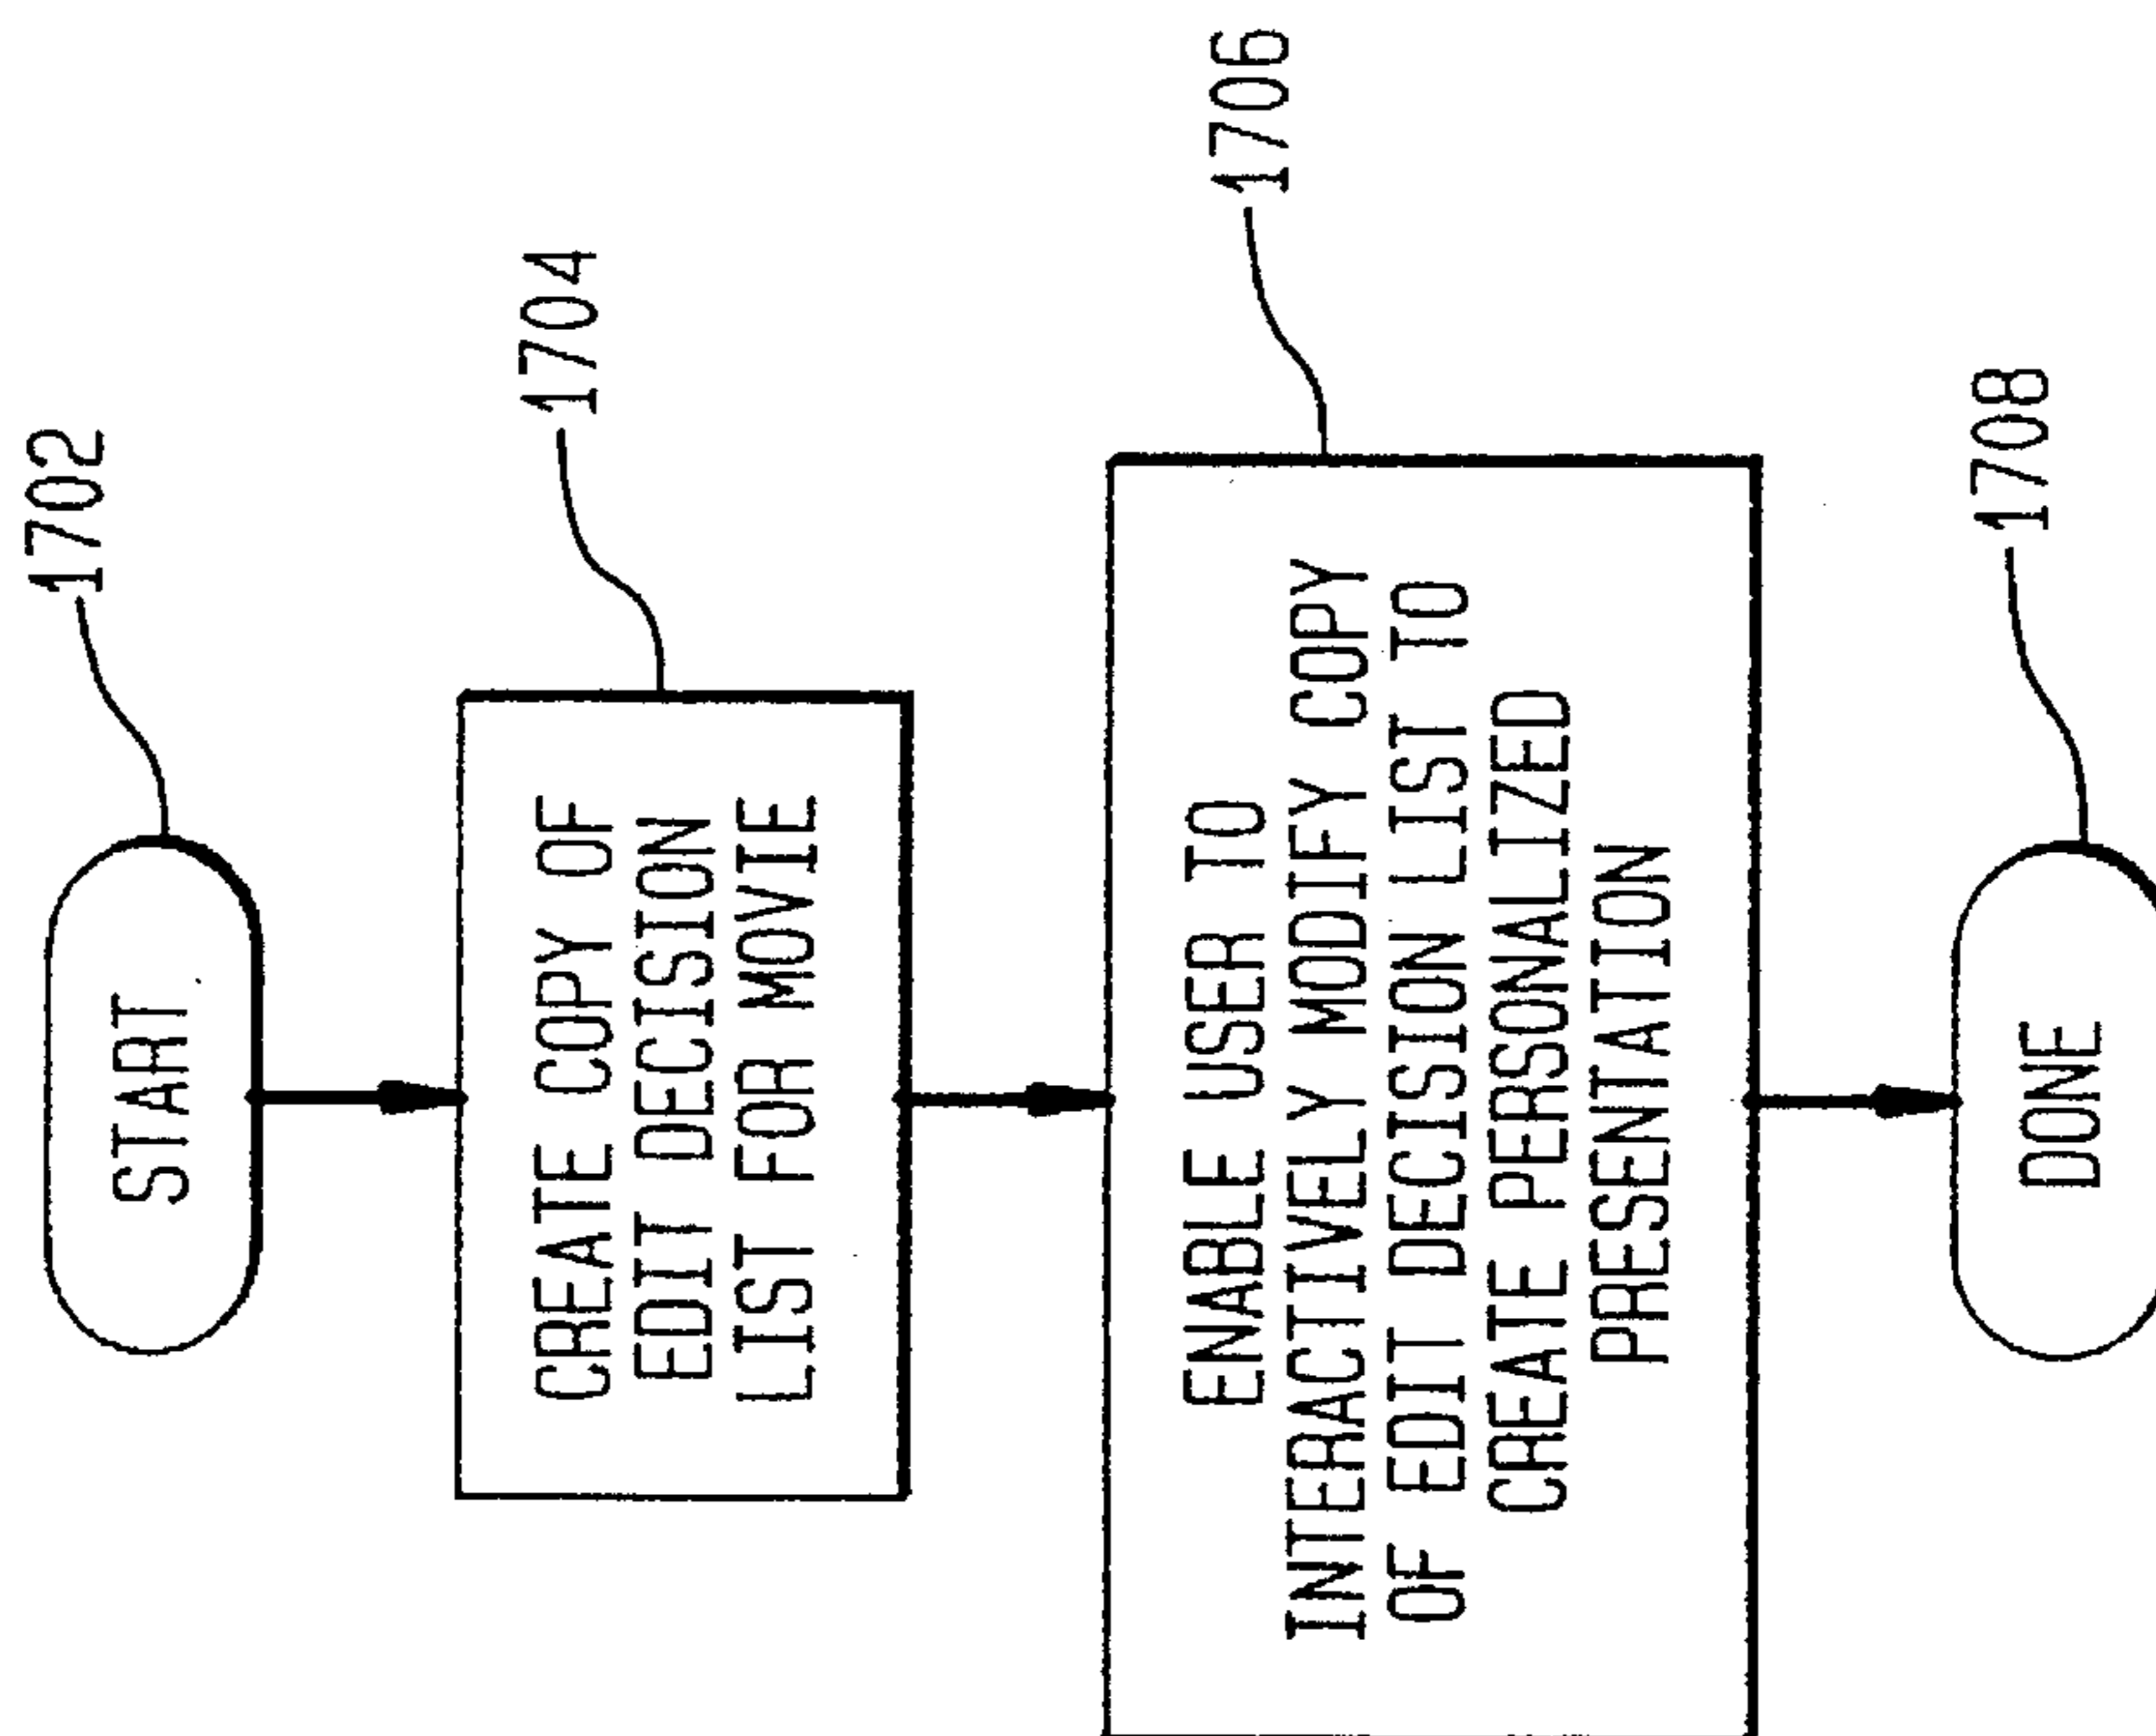 START
1702
CREATE COPY OF
EDIT DECISION
LIST FOR MOVIE
1704
ENABLE USER TO
INTERACTIVELY MODIFY COPY
OF EDIT DECISION LIST TO
CREATE PERSONALIZED
PRESENTATION
1706
DONE
1708